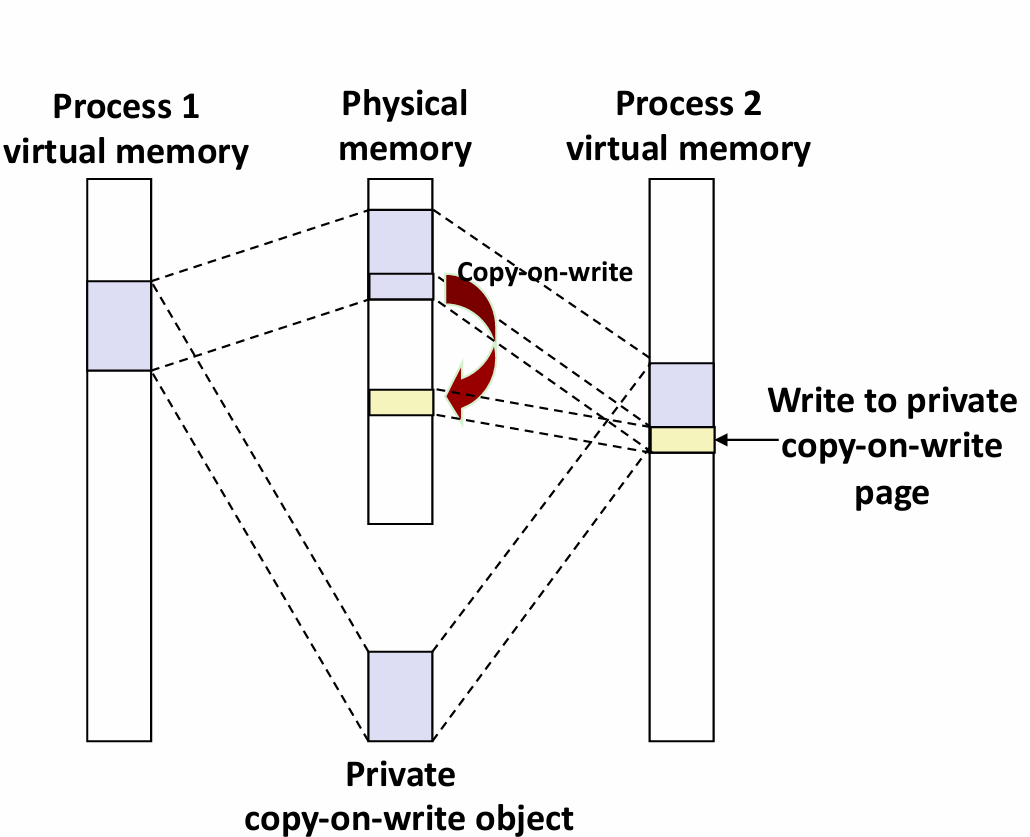 Process 1
virtual memory
Physical
memory
Process 2
virtual memory
Copy-on-write
Write to private
copy-on-write
page
Private
copy-on-write object